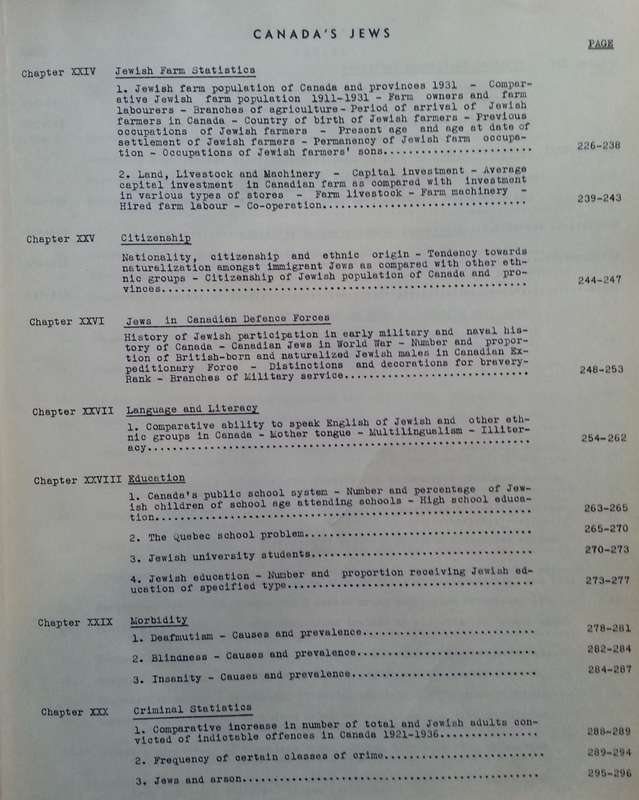 CANADA'S JEWS
PAGE
Chapter XXIV Jewish Farm Statistics
1. Jewish farm population of Canada and provinces 1931 - Compar-
ative Jewish farm population 1911-1931 - Farm owners and farm
labourers - Branches of agriculture - Period of arrival of Jewish
farmers in Canada - Country of birth of Jewish farmers - Previous
occupations of Jewish farmers - Present age and age at date of
settlement of Jewish farmers - Permanency of Jewish farm occupa-
tion - Occupations of Jewish farmers' sons........................ 226-238
2. Land, Livestock and Machinery - Capital investment - Average
capital investment in Canadian farm as compared with investment
in various types of stores - Farm livestock - Farm machinery -
Hired farm labour - Co-operation............................... 239-243
Chapter XXV Citizenship
Nationality, citizenship and ethnic origin - Tendency towards
naturalization amongst immigrant Jews as compared with other eth-
nic groups - Citizenship of Jewish population of Canada and pro-
vinces....................................................... 244-247
Chapter XXVI Jews in Canadian Defence Forces
History of Jewish participation in early military and naval his-
tory of Canada - Canadian Jews in World War - Number and propor-
tion of British-born and naturalized Jewish males in Canadian Ex-
peditionary Force - Distinctions and decorations for bravery-
Rank - Branches of Military service............................ 248-253
Chapter XXVII Language and Literacy
1. Comparative ability to speak English of Jewish and other eth-
nic groups in Canada - Mother tongue - Multilingualism - Illiter-
acy.......................................................... 254-262
Chapter XXVIII Education
1. Canada's public school system - Number and percentage of Jew-
ish children of school age attending schools - High school educa-
tion......................................................... 263-265
2. The Quebec school problem.................................. 265-270
3. Jewish university students................................. 270-273
4. Jewish education - Number and proportion receiving Jewish ed-
ucation of specified type..................................... 273-277
Chapter XXIX Morbidity
1. Deafmutism - Causes and prevalence.......................... 278-281
2. Blindness - Causes and prevalence........................... 282-284
3. Insanity - Causes and prevalence............................ 284-287
Chapter XXX Criminal Statistics
1. Comparative increase in number of total and Jewish adults con-
victed of indictable offences in Canada 1921-1936............... 288-289
2. Frequency of certain classes of crime........................ 289-294
3. Jews and arson............................................. 295-296